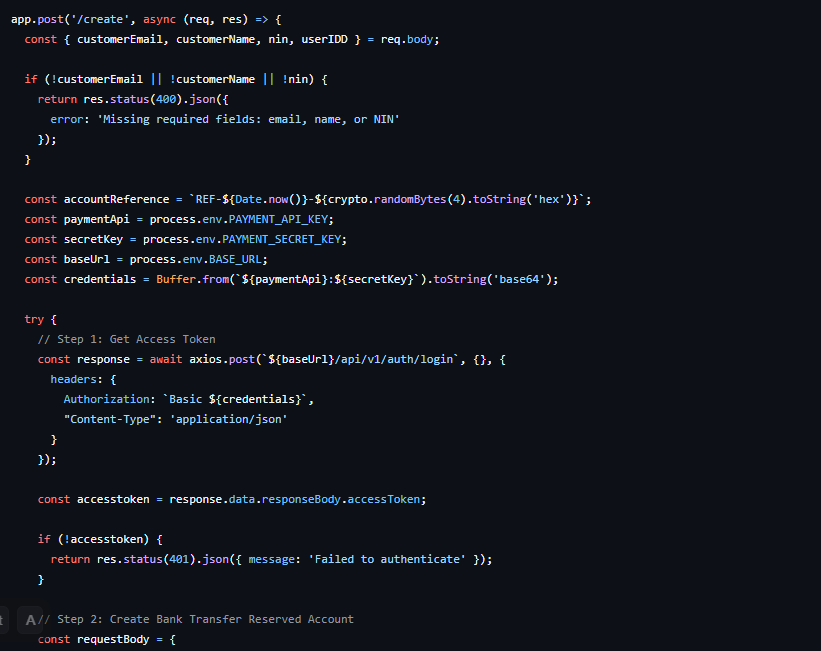 app.post('/create', async (req, res) => {
const { customerEmail, customerName, nin, userIDD } = req.body;
if (!customerEmail || !customerName || !nin) {
return res.status(400).json({
error: 'Missing required fields: email, name, or NIN'
});
}
const accountReference = `REF-${Date.now()}-${crypto.randomBytes(4).toString('hex')}`;
const paymentApi = process.env.PAYMENT_API_KEY;
const secretKey = process.env.PAYMENT_SECRET_KEY;
const baseUrl = process.env.BASE_URL;
const credentials = Buffer.from(`${paymentApi}:${secretKey}`).toString('base64');
try {
// Step 1: Get Access Token
const response = await axios.post(`${baseUrl}/api/v1/auth/login`, {}, {
headers: {
Authorization: `Basic ${credentials}`,
"Content-Type": 'application/json'
}
});
const accesstoken = response.data.responseBody.accessToken;
if (!accesstoken) {
return res.status(401).json({ message: 'Failed to authenticate' });
}
A// Step 2: Create Bank Transfer Reserved Account
const requestBody = {